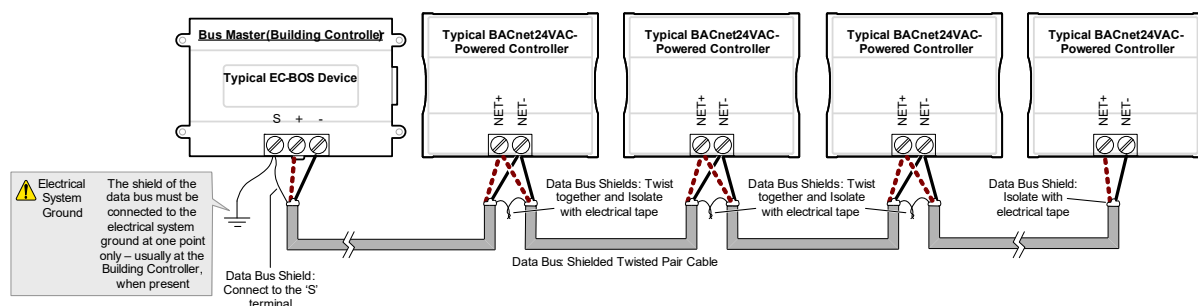 Bus Master(Building Controller)
Typical EC-BOS Device
S + -
Typical BACnet24VAC-
Powered Controller
NET+
NET-
Typical BACnet24VAC-
Powered Controller
NET+
NET-
Typical BACnet24VAC-
Powered Controller
NET+
NET-
Typical BACnet24VAC-
Powered Controller
NET+
NET-
Electrical
System
Ground
The shield of the
data bus must be
connected to the
electrical system
ground at one point
only – usually at the
Building Controller,
when present
Data Bus Shield:
Connect to the 'S'
terminal
Data Bus Shields: Twist
together and Isolate
with electrical tape
Data Bus Shields: Twist
together and Isolate
with electrical tape
Data Bus Shield:
Isolate with
electrical tape
Data Bus: Shielded Twisted Pair Cable